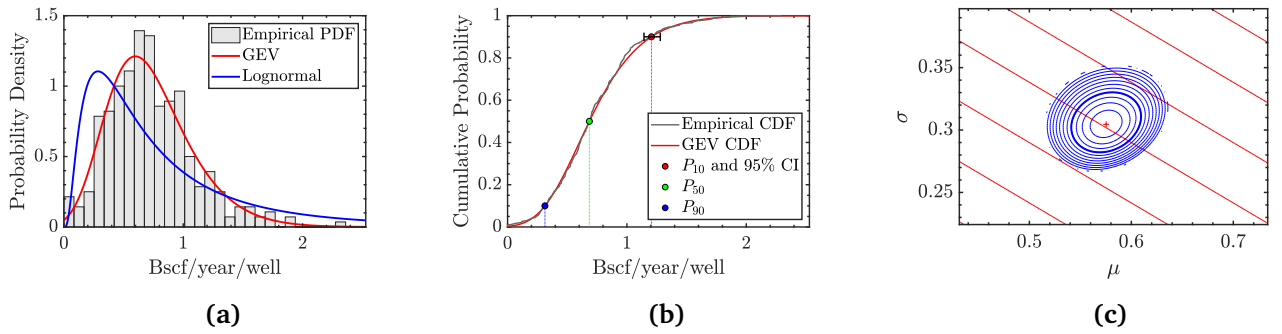 1.5
1
0.5
0
0
1
2
Probability Density
Bscf/year/well
Empirical PDF
GEV
Lognormal
(a)
1
0.8
0.6
0.4
0.2
0
0
1
2
Cumulative Probability
Bscf/year/well
Empirical CDF
GEV CDF
P₁₀ and 95% CI
P₅₀
P₉₀
(b)
0.35
0.3
0.25
0.5
0.6
0.7
σ
μ
(c)